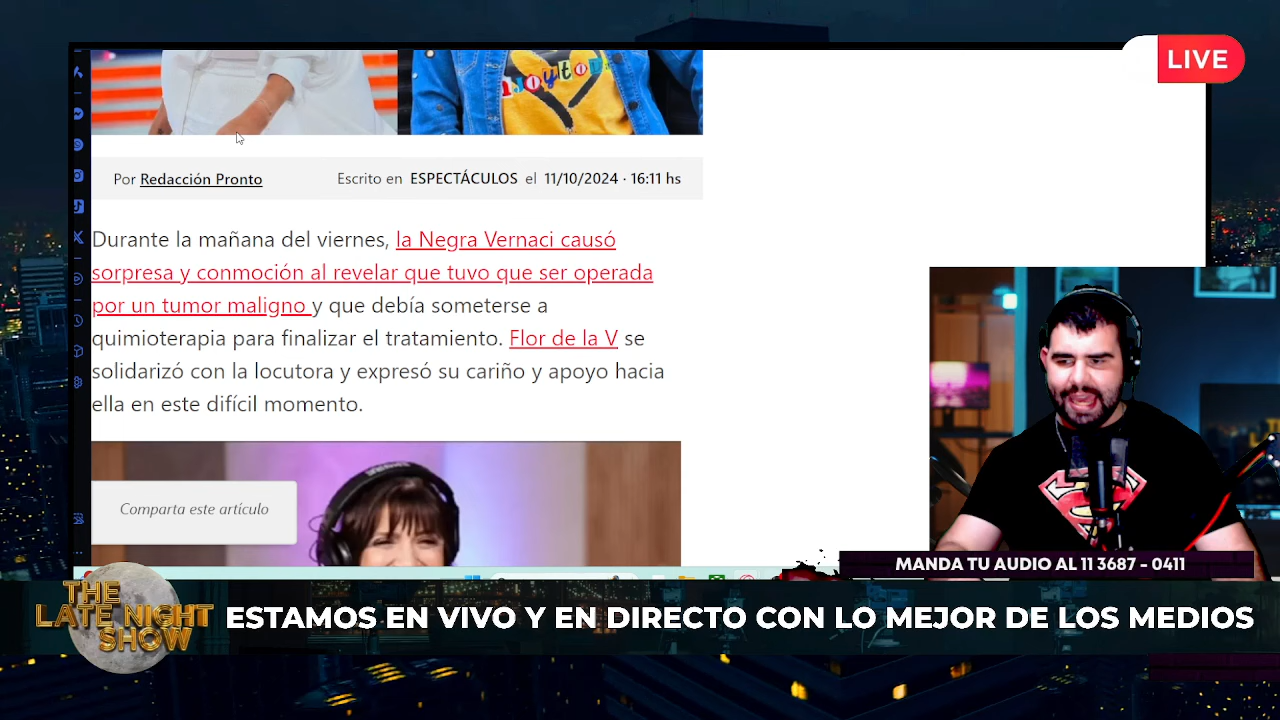 LIVE
njoyto
Por Redacción Pronto
Escrito en ESPECTÁCULOS el 11/10/2024 · 16:11 hs
Durante la mañana del viernes, la Negra Vernaci causó
sorpresa y conmoción al revelar que tuvo que ser operada
por un tumor maligno y que debía someterse a
quimioterapia para finalizar el tratamiento. Flor de la V se
solidarizó con la locutora y expresó su cariño y apoyo hacia
ella en este difícil momento.
Comparta este artículo
MANDA TU AUDIO AL 11 3687 - 0411
THE
LATE NIGHT
SHOW
ESTAMOS EN VIVO Y EN DIRECTO CON LO MEJOR DE LOS MEDIOS